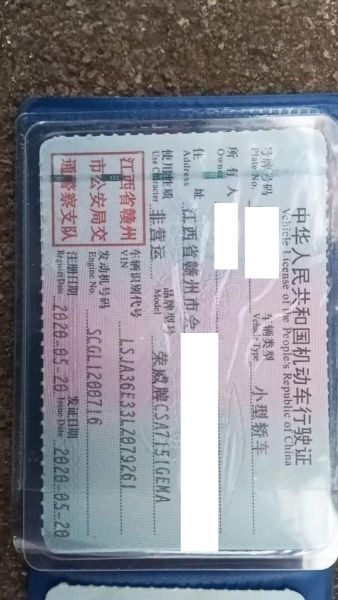 中华人民共和国机动车行驶证
Vehicle License of the People's Republic of China
号牌号码 车辆类型 小型轿车
Plate No. Vehicle Type
所有人
Owner
住址 江西省赣州市
Address
使用性质 非营运 品牌型号 荣威牌CSA7151GEMA
Use Character Model
江西省赣州
市公安局交
通警察支队
车辆识别代号 LSJA36E33LZ079261
VIN
发动机号码 SCGL1200716
Engine No.
注册日期 2020-05-20 发证日期 2020-05-20
Register Date Issue Date